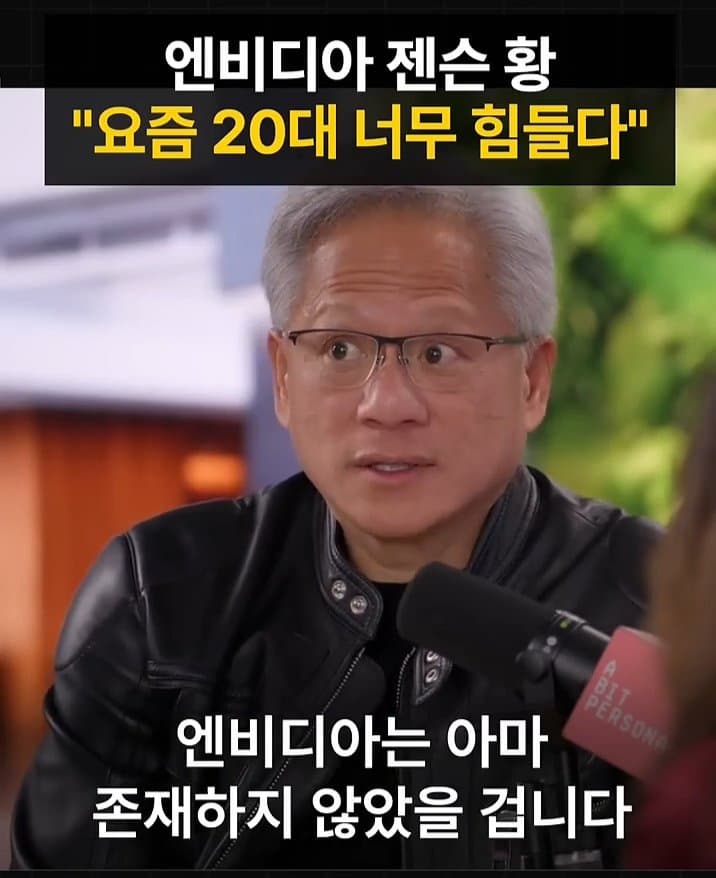 엔비디아 젠슨 황
"요즘 20대 너무 힘들다"
A
BIT
PERSONA
엔비디아는 아마
존재하지 않았을 겁니다